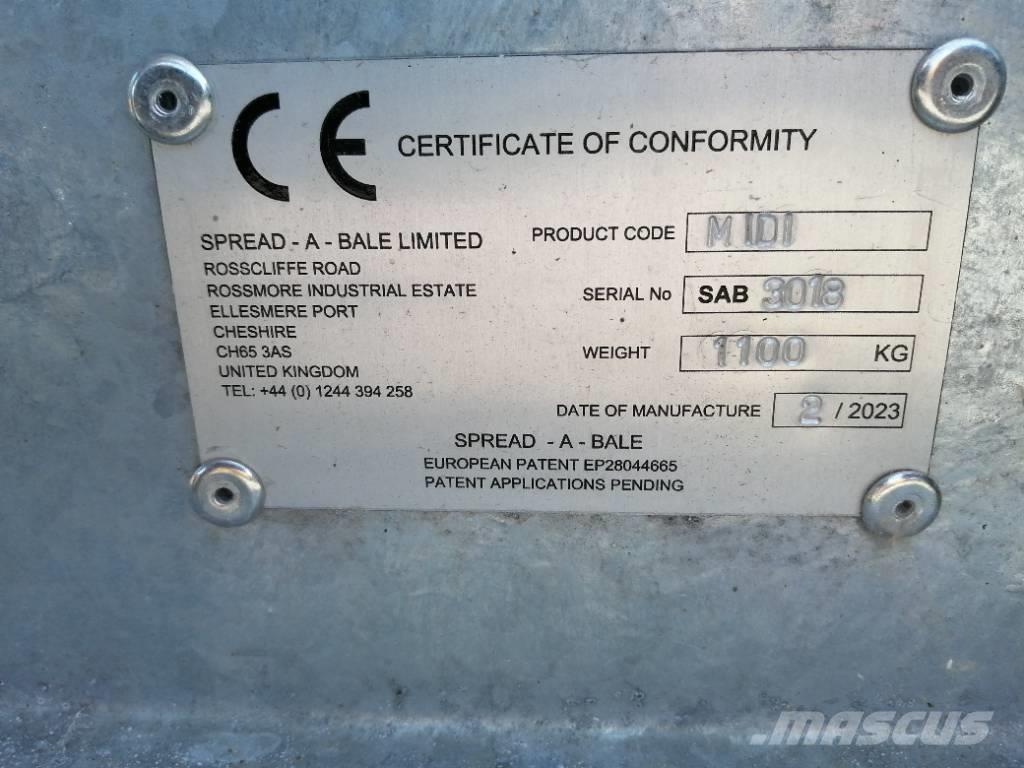 CE CERTIFICATE OF CONFORMITY
SPREAD - A - BALE LIMITED
ROSSCLIFFE ROAD
ROSSMORE INDUSTRIAL ESTATE
ELLESMERE PORT
CHESHIRE
CH65 3AS
UNITED KINGDOM
TEL: +44 (0) 1244 394 258
PRODUCT CODE MIDI
SERIAL No SAB 3018
WEIGHT 1100 KG
DATE OF MANUFACTURE 2 / 2023
SPREAD - A - BALE
EUROPEAN PATENT EP28044665
PATENT APPLICATIONS PENDING
mascus